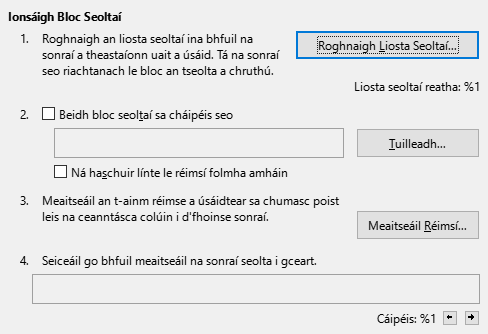 Ionsáigh Bloc Seoltaí
1. Roghnaigh an liosta seoltaí ina bhfuil na
sonraí a theastaíonn uait a úsáid. Tá na sonraí
seo riachtanach le bloc an tseolta a chruthú.
Roghnaigh Liosta Seoltaí...
Liosta seoltaí reatha: %1
2. Beidh bloc seoltaí sa cháipéis seo
Tuilleadh...
Ná haschuir línte le réimsí folmha amháin
3. Meaitseáil an t-ainm réimse a úsáidtear sa chumasc poist
leis na ceanntásca colúin i d'fhoinse sonraí.
Meaitseáil Réimsí...
4. Seiceáil go bhfuil meaitseáil na sonraí seolta i gceart.
Cáipéis: %1